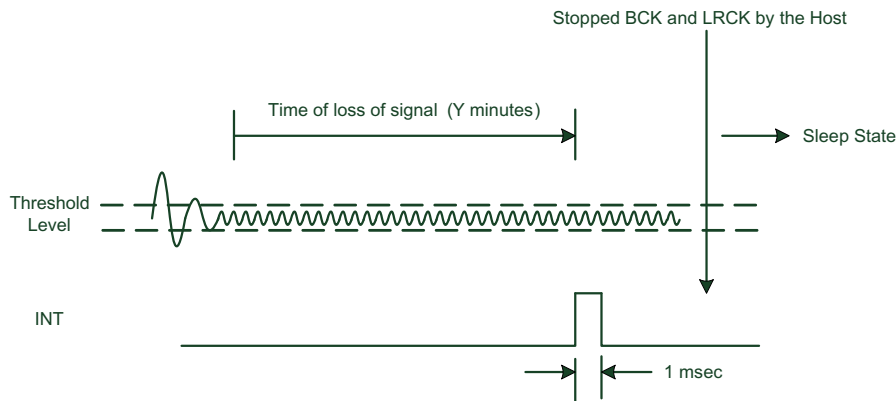 Stopped BCK and LRCK by the Host
Time of loss of signal (Y minutes)
Sleep State
Threshold
Level
INT
1 msec